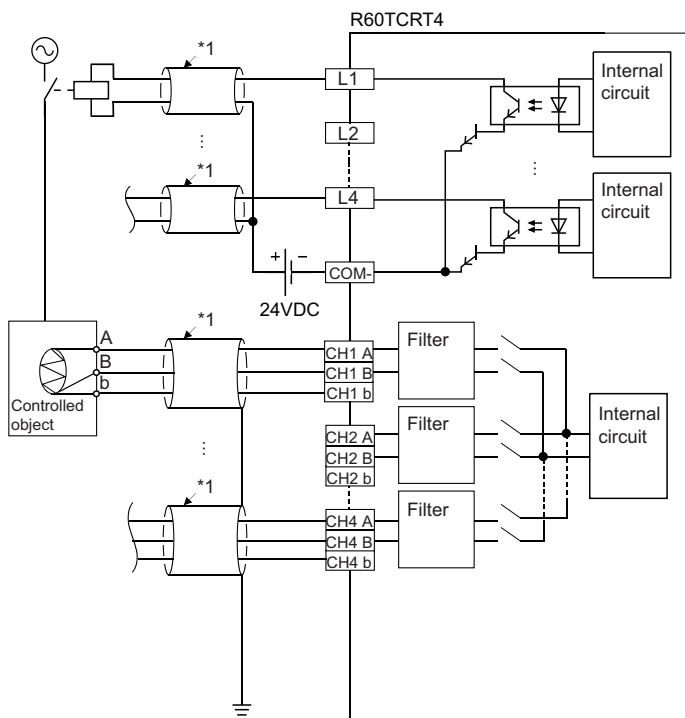 R60TCRT4
*1
L1
Internal
circuit
L2
*1
L4
Internal
circuit
+
−
COM-
24VDC
*1
A
B
b
Controlled
object
CH1 A
CH1 B
CH1 b
Filter
CH2 A
CH2 B
CH2 b
Filter
Internal
circuit
*1
CH4 A
CH4 B
CH4 b
Filter